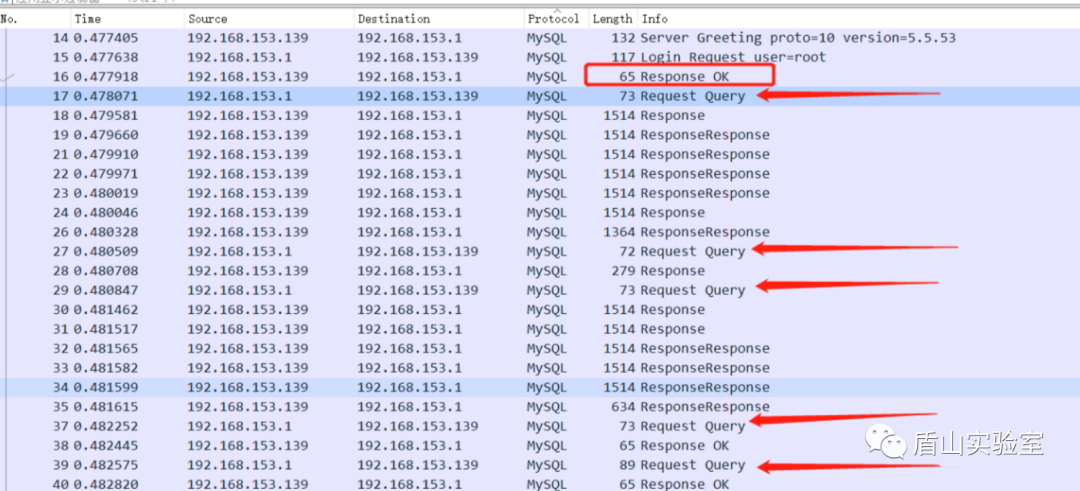 No. Time Source Destination Protocol Length Info
14 0.477405 192.168.153.139 192.168.153.1 MySQL 132 Server Greeting proto=10 version=5.5.53
15 0.477638 192.168.153.1 192.168.153.139 MySQL 117 Login Request user=root
16 0.477918 192.168.153.139 192.168.153.1 MySQL 65 Response OK
17 0.478071 192.168.153.1 192.168.153.139 MySQL 73 Request Query
18 0.479581 192.168.153.139 192.168.153.1 MySQL 1514 Response
19 0.479660 192.168.153.139 192.168.153.1 MySQL 1514 ResponseResponse
21 0.479910 192.168.153.139 192.168.153.1 MySQL 1514 ResponseResponse
22 0.479971 192.168.153.139 192.168.153.1 MySQL 1514 ResponseResponse
23 0.480019 192.168.153.139 192.168.153.1 MySQL 1514 ResponseResponse
24 0.480046 192.168.153.139 192.168.153.1 MySQL 1514 Response
26 0.480328 192.168.153.139 192.168.153.1 MySQL 1364 ResponseResponse
27 0.480509 192.168.153.1 192.168.153.139 MySQL 72 Request Query
28 0.480708 192.168.153.139 192.168.153.1 MySQL 279 Response
29 0.480847 192.168.153.1 192.168.153.139 MySQL 73 Request Query
30 0.481462 192.168.153.139 192.168.153.1 MySQL 1514 Response
31 0.481517 192.168.153.139 192.168.153.1 MySQL 1514 Response
32 0.481565 192.168.153.139 192.168.153.1 MySQL 1514 ResponseResponse
33 0.481582 192.168.153.139 192.168.153.1 MySQL 1514 ResponseResponse
34 0.481599 192.168.153.139 192.168.153.1 MySQL 1514 ResponseResponse
35 0.481615 192.168.153.139 192.168.153.1 MySQL 634 ResponseResponse
37 0.482252 192.168.153.1 192.168.153.139 MySQL 73 Request Query
38 0.482445 192.168.153.139 192.168.153.1 MySQL 65 Response OK
39 0.482575 192.168.153.1 192.168.153.139 MySQL 89 Request Query
40 0.482820 192.168.153.139 192.168.153.1 MySQL 65 Response OK
盾山实验室